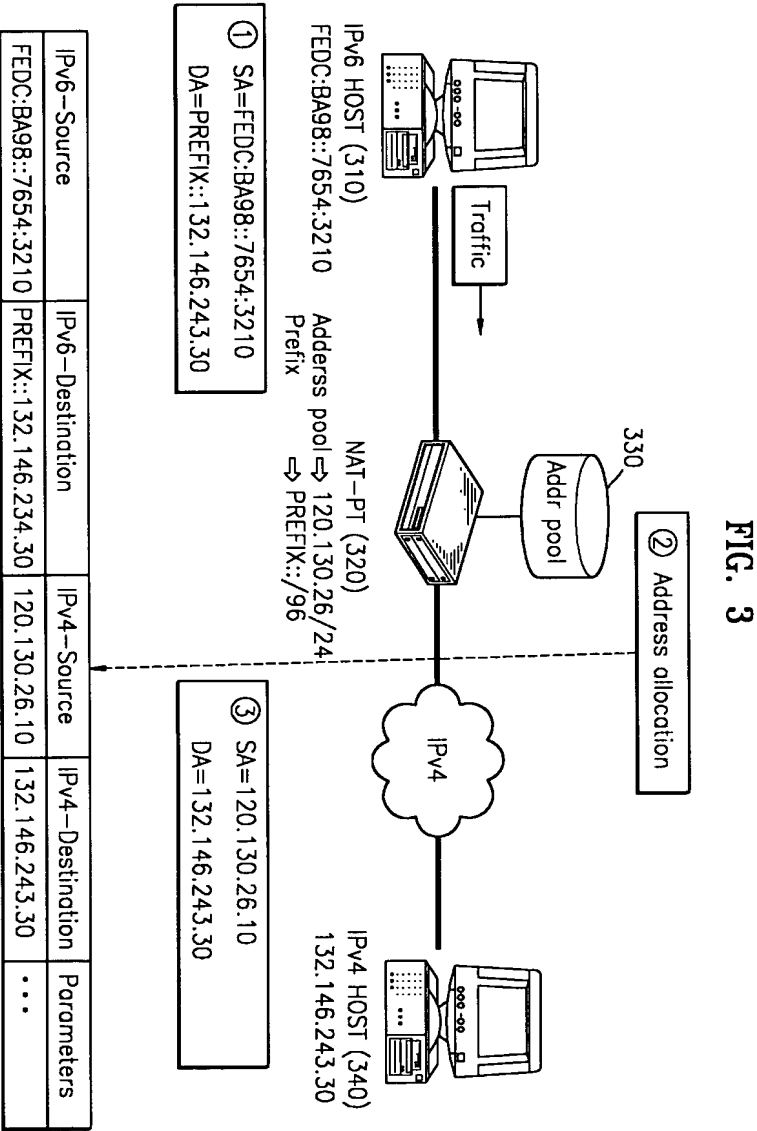 FIG. 3
② Address allocation
330
Addr pool
Traffic
IPv4
IPv6 HOST (310)
FEDC:BA98::7654:3210
NAT-PT (320)
Adderss pool⇨120.130.26/24
Prefix ⇨PREFIX::/96
IPv4 HOST (340)
132.146.243.30
① SA=FEDC:BA98::7654:3210
DA=PREFIX::132.146.243.30
③ SA=120.130.26.10
DA=132.146.243.30
IPv6-Source IPv6-Destination IPv4-Source IPv4-Destination Parameters
FEDC:BA98::7654:3210 PREFIX::132.146.234.30 120.130.26.10 132.146.243.30 ...